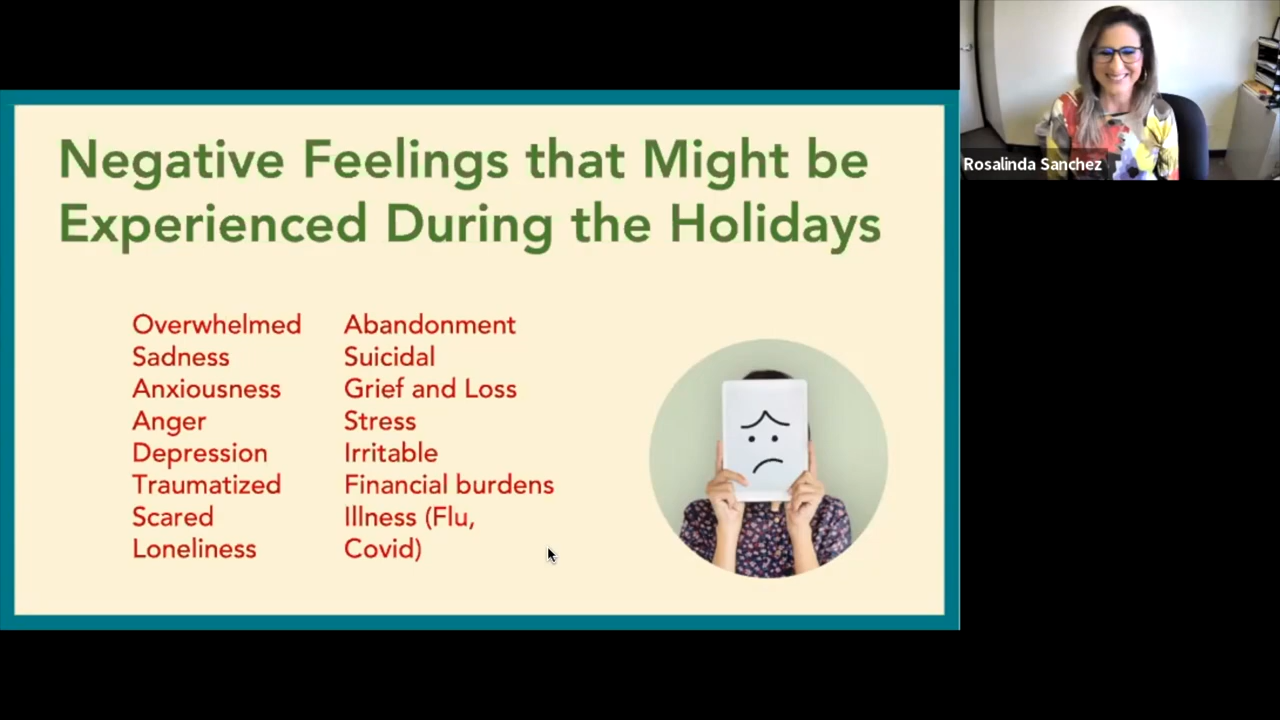 Negative Feelings that Might be
Experienced During the Holidays
Overwhelmed
Sadness
Anxiousness
Anger
Depression
Traumatized
Scared
Loneliness
Abandonment
Suicidal
Grief and Loss
Stress
Irritable
Financial burdens
Illness (Flu,
Covid)
Rosalinda Sanchez